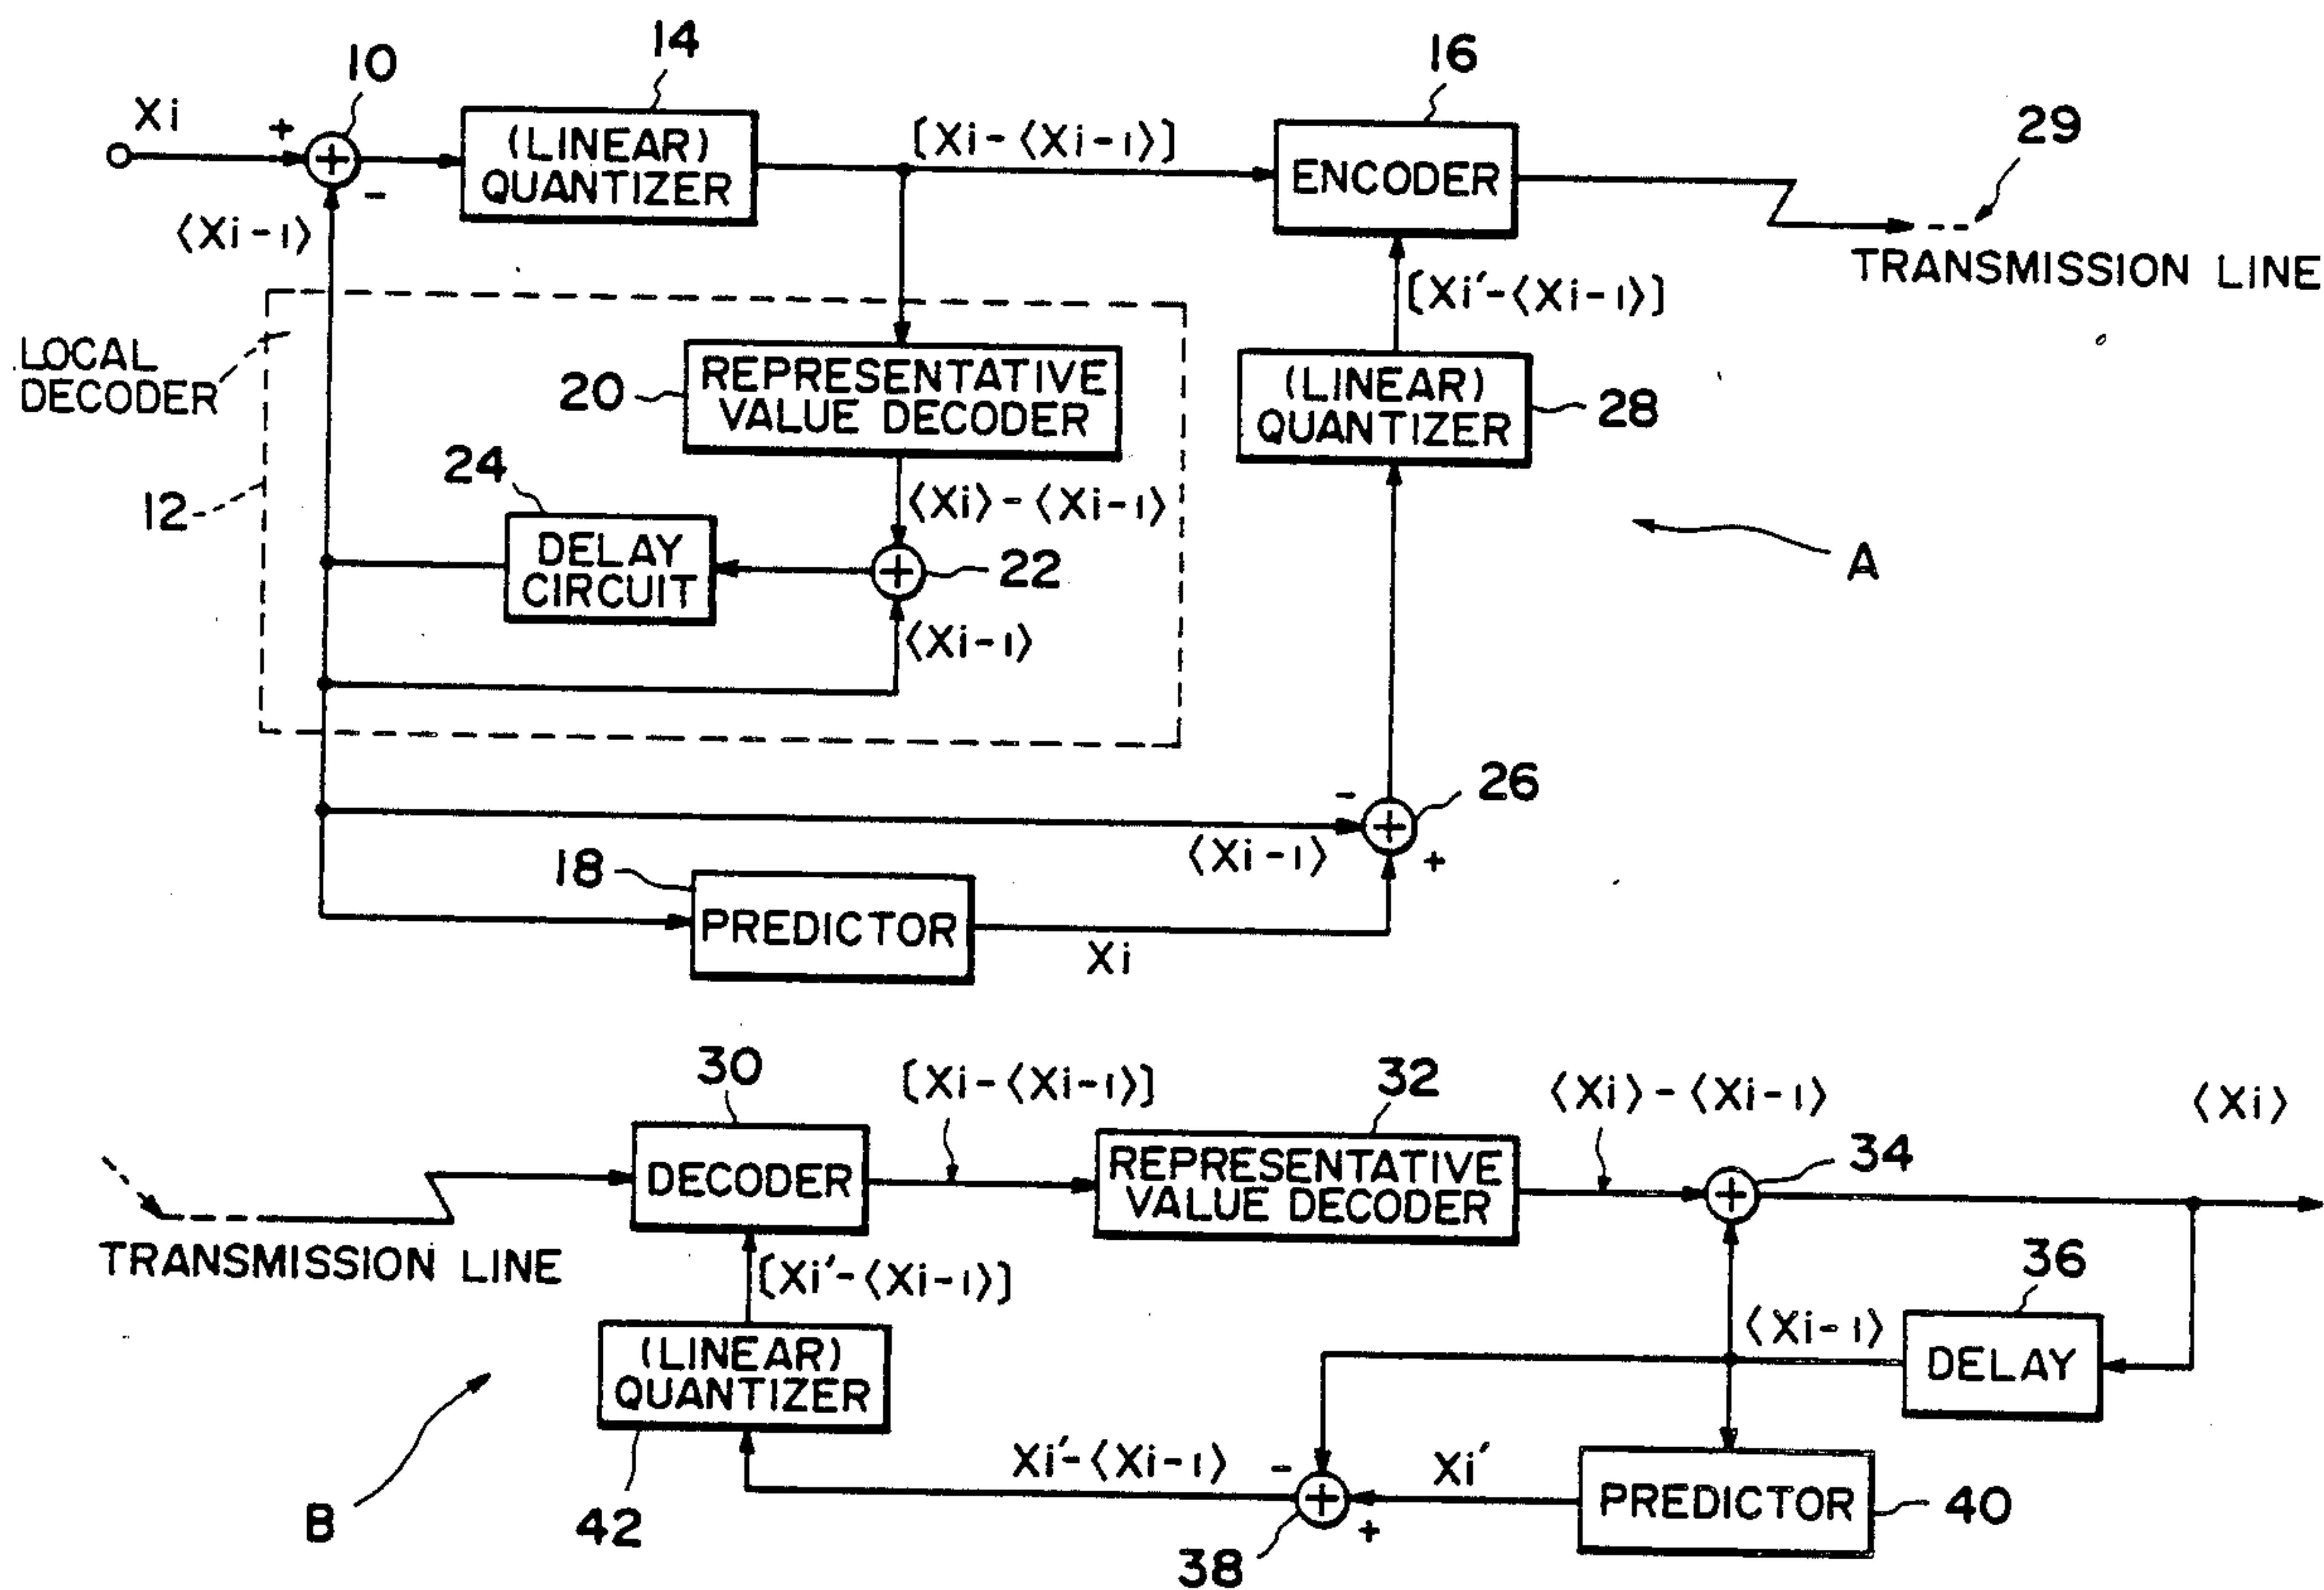 14
10
16
Xi
+
(LINEAR)
QUANTIZER
[Xi-⟨Xi-1⟩]
ENCODER
29
+
-
⟨Xi-1⟩
TRANSMISSION LINE
[Xi′-⟨Xi-1⟩]
LOCAL
DECODER
20
REPRESENTATIVE
VALUE DECODER
(LINEAR)
QUANTIZER
28
24
12
⟨Xi⟩-⟨Xi-1⟩
DELAY
CIRCUIT
+
22
A
⟨Xi-1⟩
-
26
+
⟨Xi-1⟩
+
18
PREDICTOR
Xi
30
[Xi-⟨Xi-1⟩]
32
⟨Xi⟩-⟨Xi-1⟩
⟨Xi⟩
DECODER
REPRESENTATIVE
VALUE DECODER
+
34
TRANSMISSION LINE
[Xi′-⟨Xi-1⟩]
36
(LINEAR)
QUANTIZER
⟨Xi-1⟩
DELAY
B
42
Xi′-⟨Xi-1⟩
-
+
+
Xi′
PREDICTOR
40
38